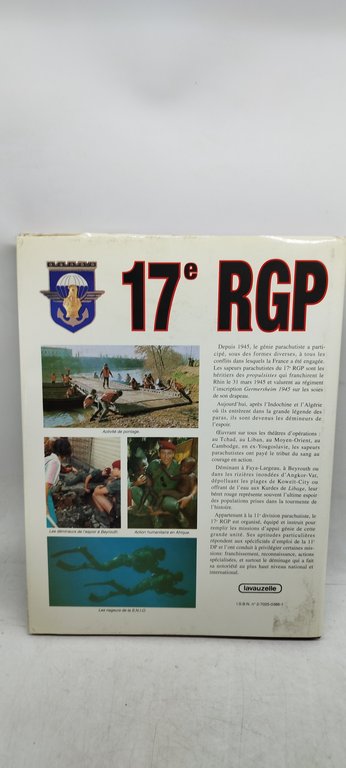 17e RGP
Depuis 1945, le génie parachutiste a parti-
cipé, sous des formes diverses, à tous les
conflits dans lesquels la France a été engagée.
Les sapeurs parachutistes du 17e RGP sont les
héritiers des propulsistes qui franchirent le
Rhin le 31 mars 1945 et valurent au régiment
l'inscription Germersheim 1945 sur les soies
de son drapeau.
Aujourd'hui, après l'Indochine et l'Algérie
où ils entrèrent dans la grande légende des
paras, ils sont devenus les démineurs de
l'espoir.
Œuvrant sur tous les théâtres d'opérations :
au Tchad, au Liban, au Moyen-Orient, au
Cambodge, en ex-Yougoslavie, les sapeurs
parachutistes ont payé le tribut du sang au
courage en action.
Déminant à Faya-Largeau, à Beyrouth ou
dans les rizières inondées d'Angkor-Vat,
dépolluant les plages de Koweit-City ou
offrant de l'eau aux Kurdes de Libage, leur
béret rouge représente souvent l'ultime espoir
des populations prises dans la tourmente de
l'histoire.
Appartenant à la 11e division parachutiste, le
17e RGP est organisé, équipé et instruit pour
remplir les missions d'appui génie de cette
grande unité. Ses aptitudes particulières
répondent aux spécificités d'emploi de la 11e
DP et l'ont conduit à privilégier certaines mis-
sions: franchissement, reconnaissance, actions
spécialisées, et surtout le déminage qui a fait
sa notoriété au plus haut niveau national et
international.
Activité de pontage.
Les démineurs de l'espoir à Beyrouth
Action humanitaire en Afrique
Les nageurs de la S.N.I.O.
lavauzelle
I.S.B.N. n° 2-7025-0386-1